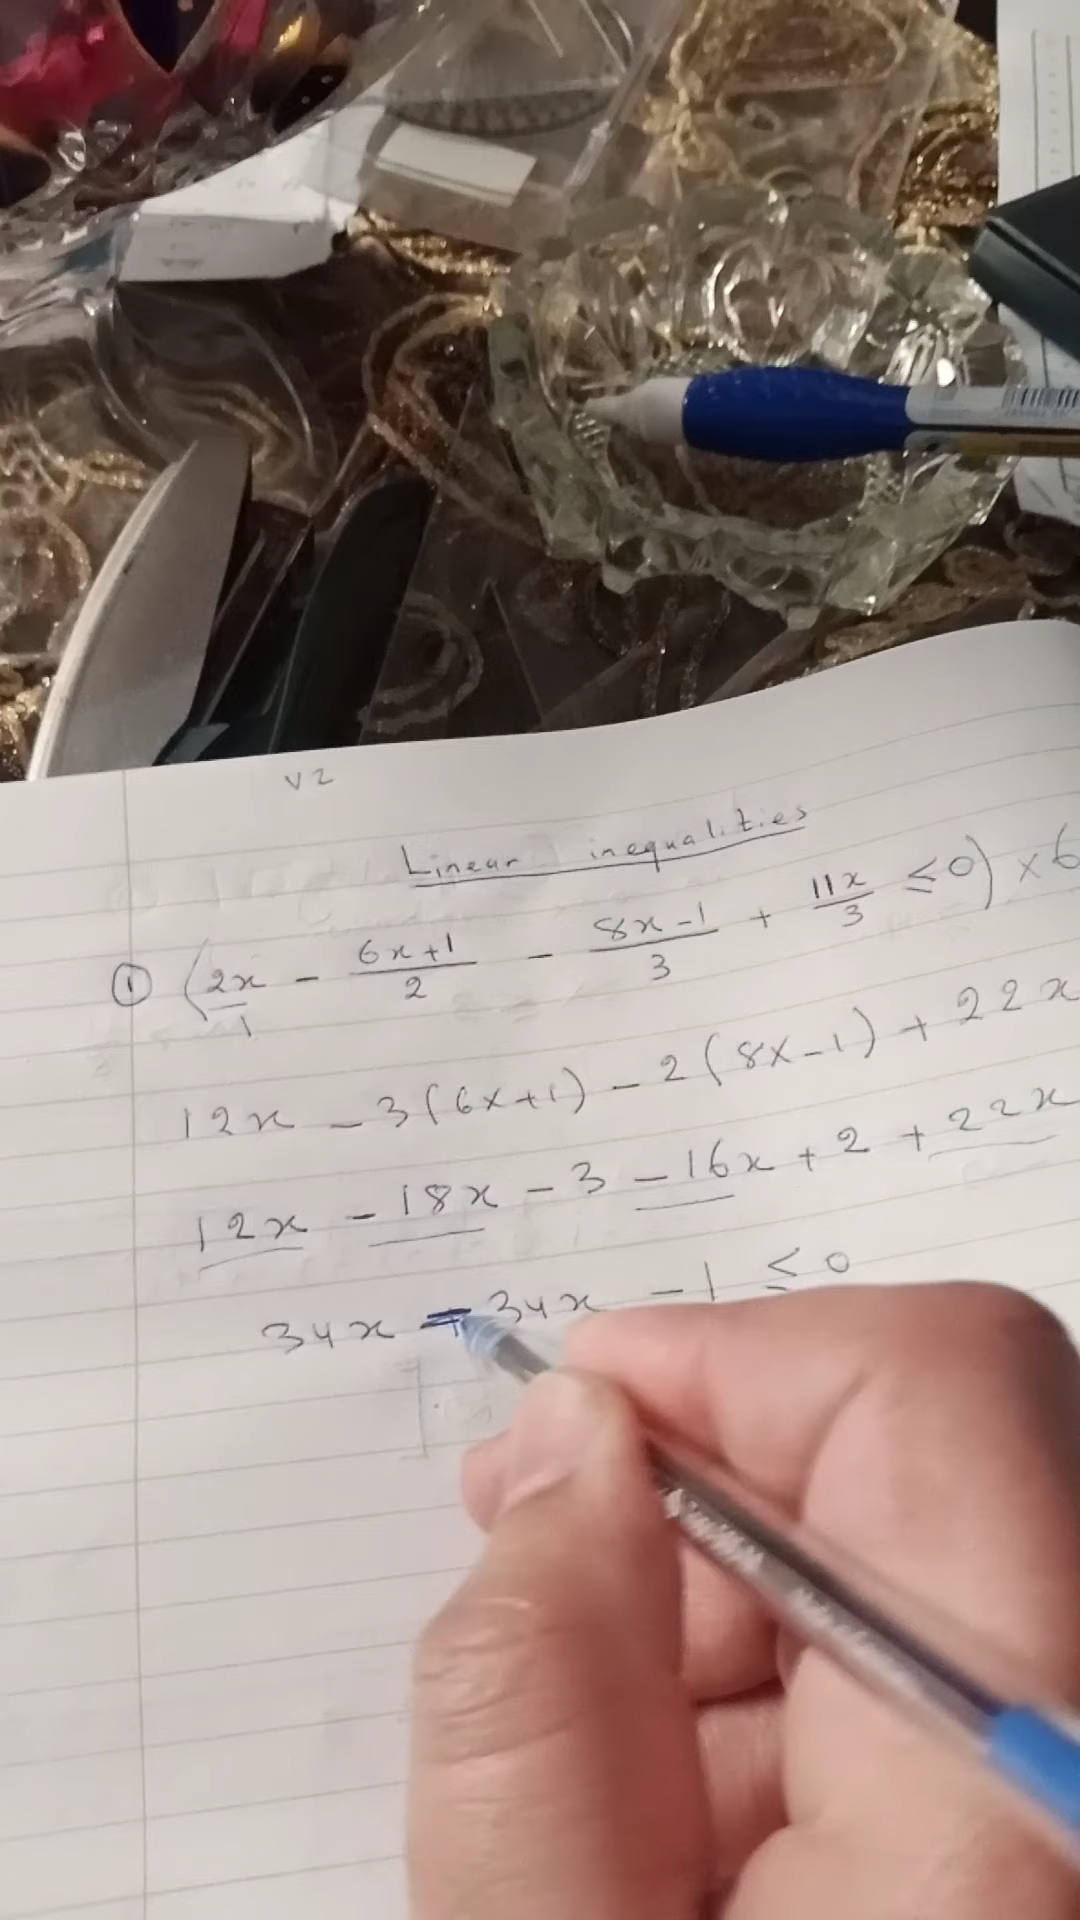 V2
Linear inequalities
① (2x/1 - 6x+1/2 - 8x-1/3 + 11x/3 ≤ 0) × 6
12x - 3(6x+1) - 2(8x-1) + 22x
12x - 18x - 3 - 16x + 2 + 22x
34x - 34x - 1 ≤ 0